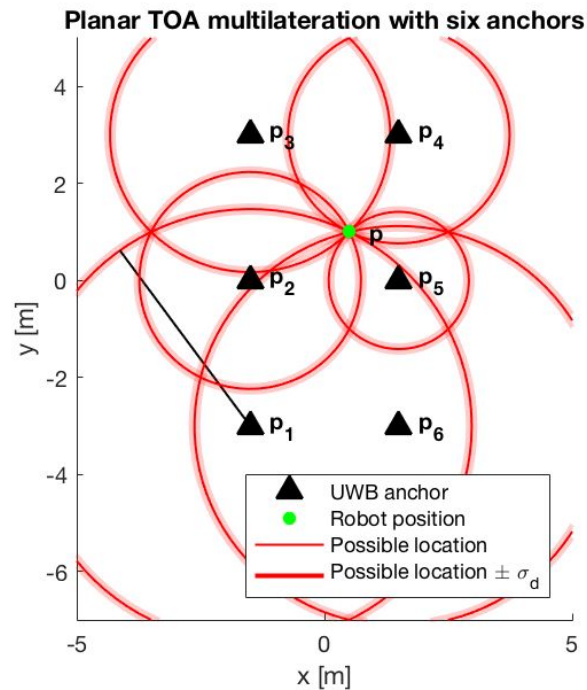 Planar TOA multilateration with six anchors
4
2
0
-2
-4
-6
y [m]
p3 p4
p
p2 p5
p1 p6
UWB anchor
Robot position
Possible location
Possible location ± σd
-5 0 5
x [m]